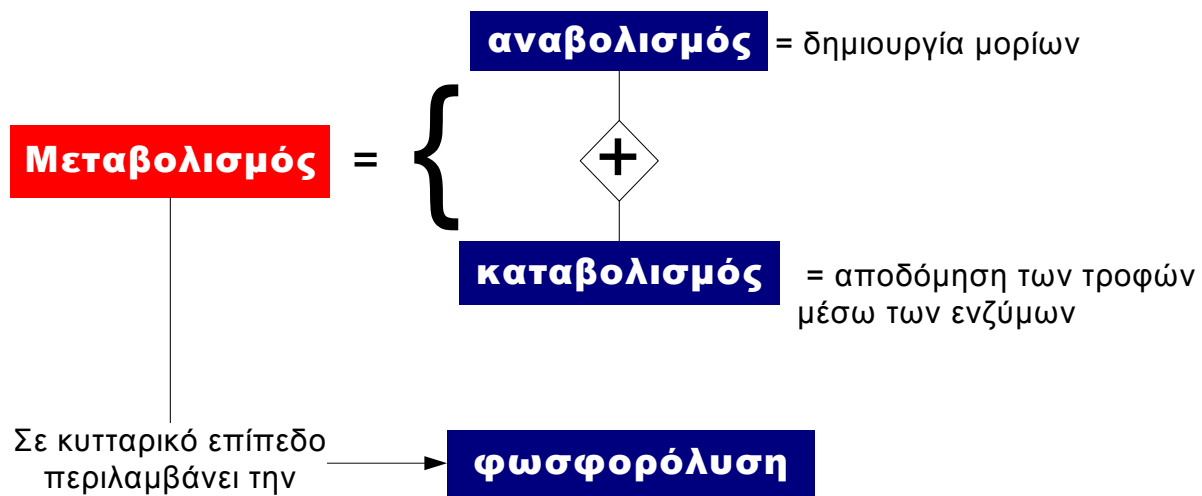 αναβολισμός = δημιουργία μορίων
+
Μεταβολισμός = {
καταβολισμός = αποδόμηση των τροφών
μέσω των ενζύμων
Σε κυτταρικό επίπεδο
περιλαμβάνει την
φωσφορόλυση